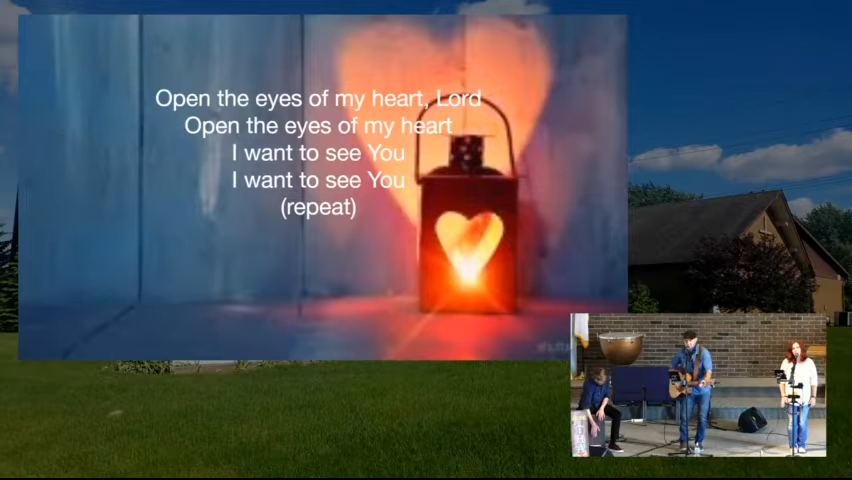 Open the eyes of my heart, Lord
Open the eyes of my heart
I want to see You
I want to see You
(repeat)